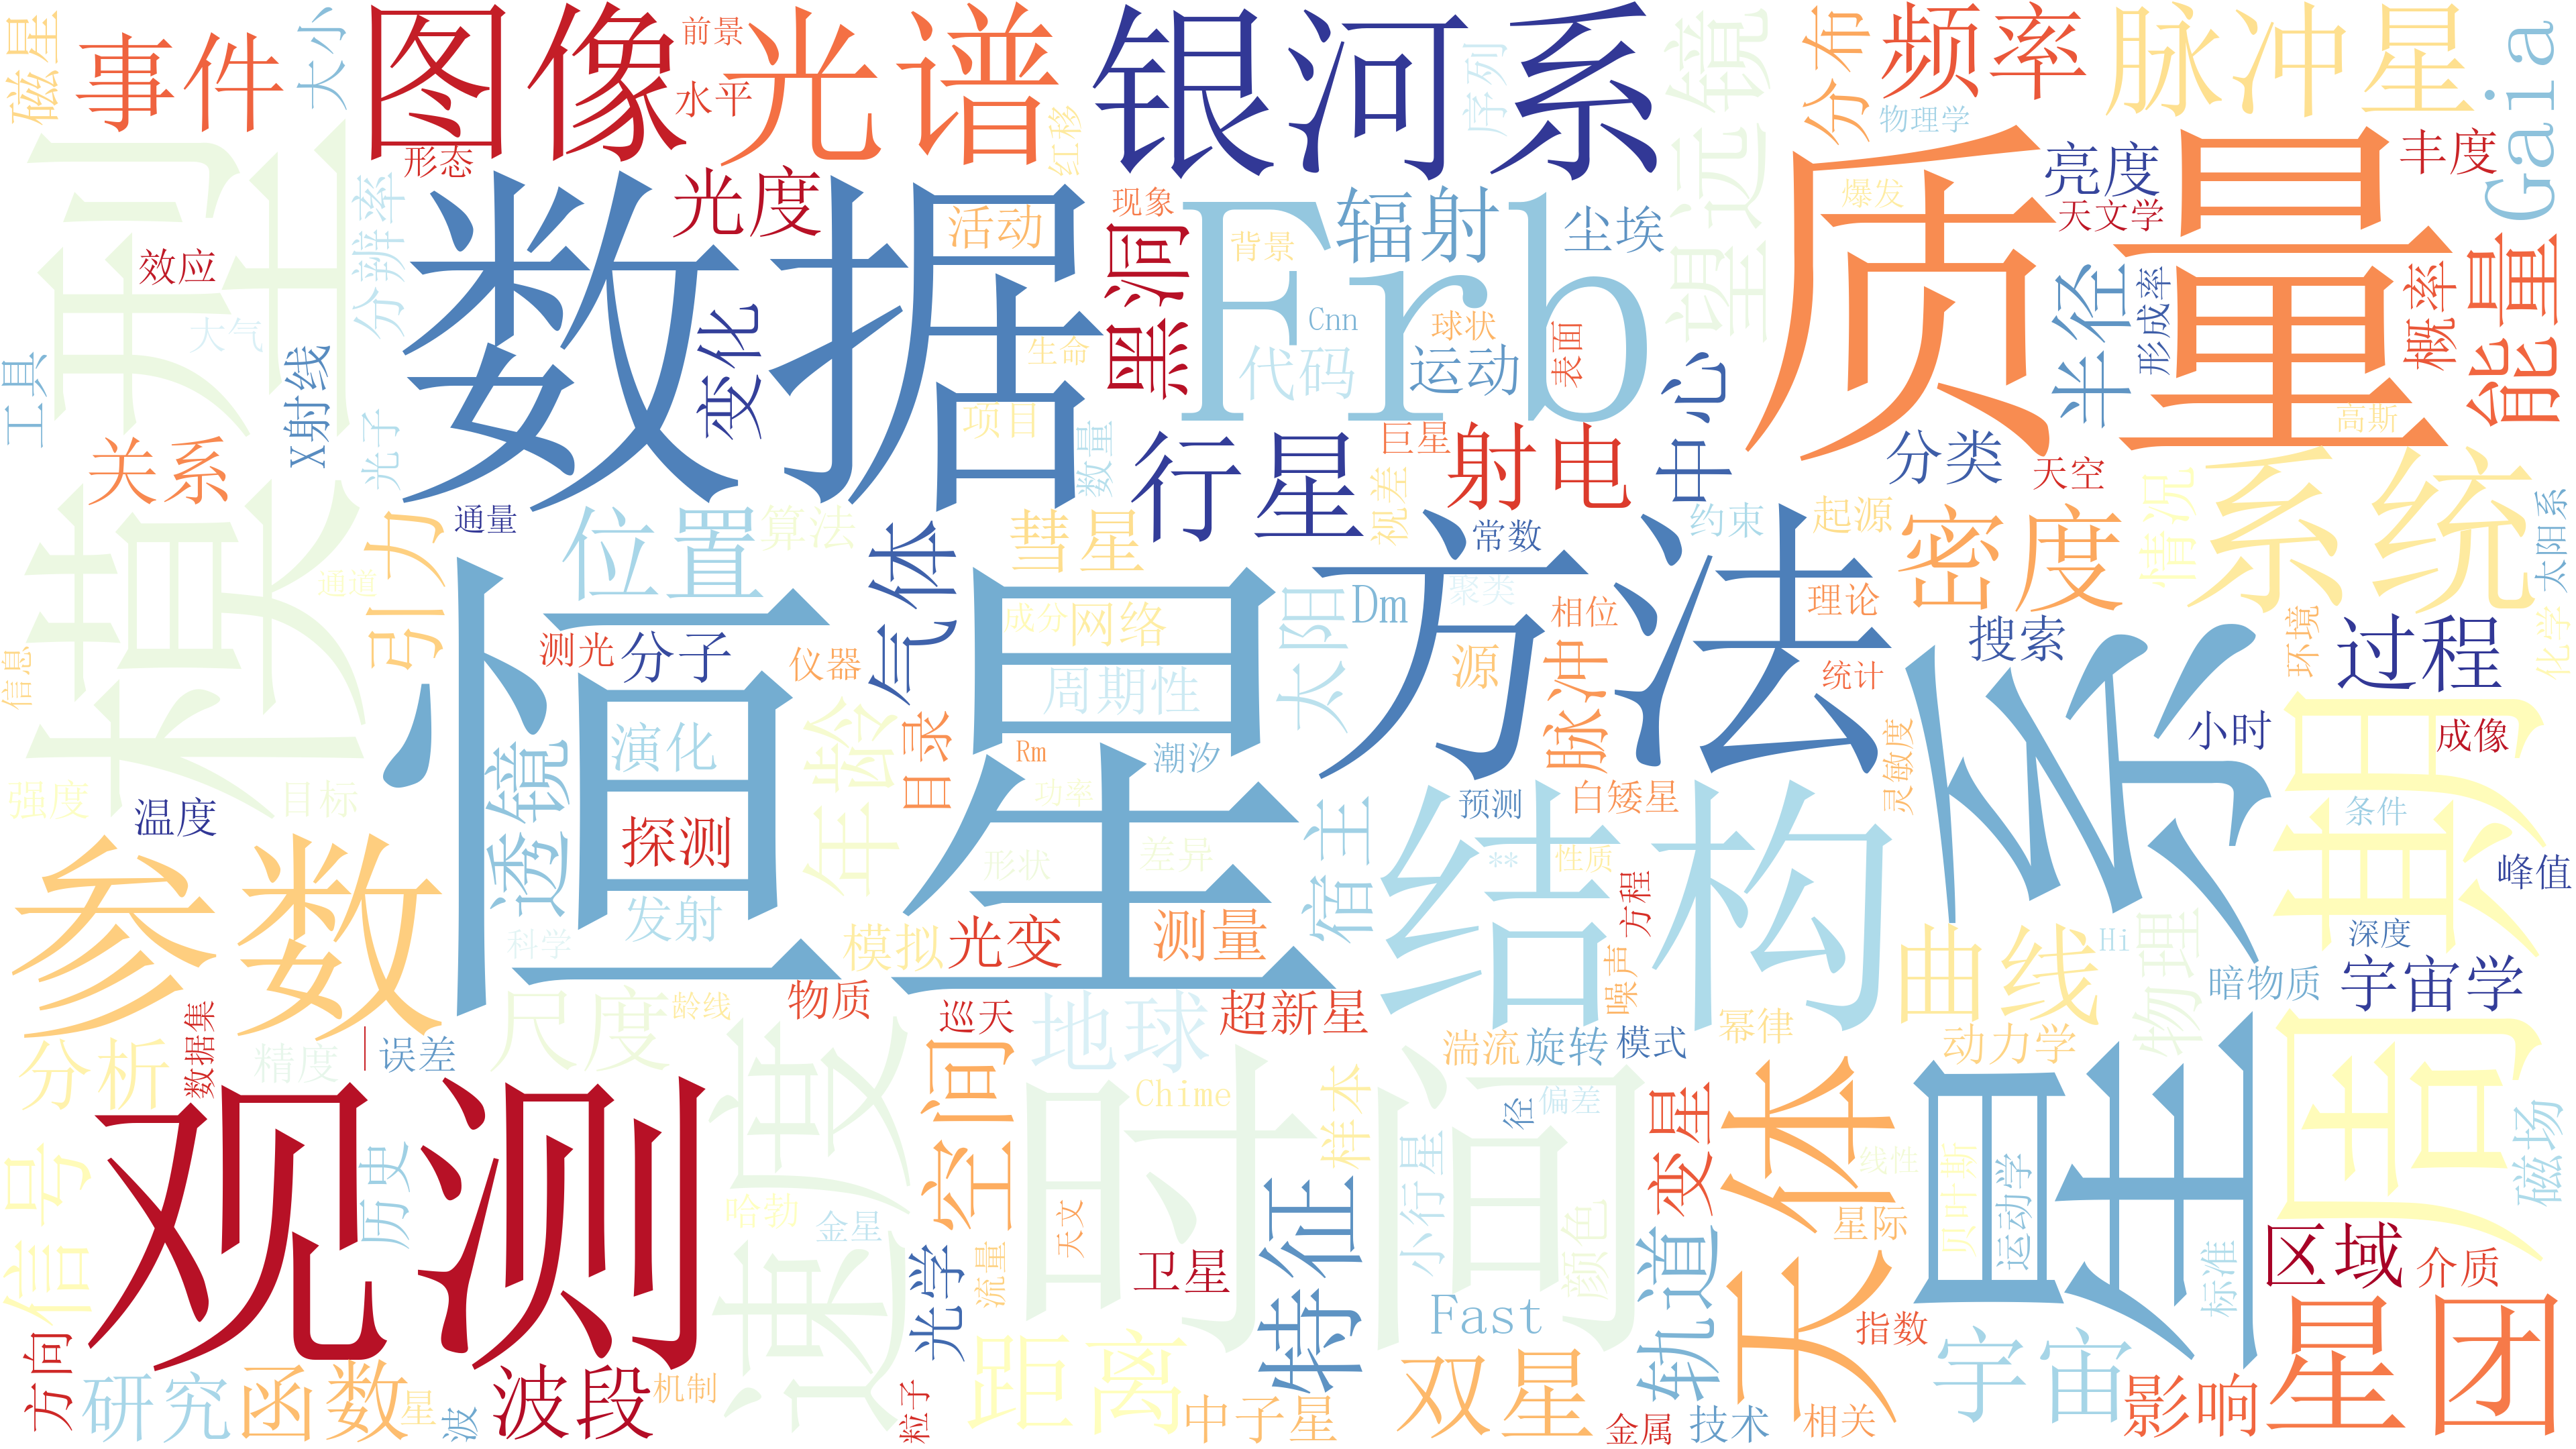 磁星
事件
大小
图像
前景
水平
光谱
红移
银河系
序列
望远镜
分布
频率
物理学
脉冲星
Gaia
形态
光度
活动
现象
背景
黑洞
辐射
尘埃
爆发
亮度
天文学
丰度
模型
效应
大气
分辨率
数据
变化
Frb
Cnn
球状
代码
运动
表面
质量
半径
形成率
概率
能量
高斯
工具
X射线
光子
关系
生命
项目
数量
行星
巨星
视差
射电
中心
分类
天空
情况
系统
太阳系
通量
引力
通道
位置
算法
气体
彗星
方法
常数
聚类
约束
起源
密度
信息
测光
分子
仪器
恒星
成分
网络
周期性
太阳
Dm
源
脉冲
相位
理论
统计
搜索
环境
过程
化学
强度
目标
温度
透镜
演化
探测
年龄
目录
Rm
潮汐
功率
预测
白矮星
灵敏度
星系
小时
成像
周期
条件
峰值
参数
科学
发射
模拟
光变
形状
差异
测量
宿主
结构
**
性质
方程
噪声
曲线
物理
Hi
深度
暗物质
宇宙学
数据集
分析
精度
一
误差
尺度
龄线
物质
巡天
超新星
地球
湍流
旋转
模式
幂律
动力学
信号
历史
观测
速度
哈勃
金星
空间
时间
Chime
天文
样本
小行星
径
偏差
颜色
变星
天体
线性
星际
贝叶斯
运动学
磁场
标准
区域
介质
方向
研究
函数
星
波
波段
机制
粒子
光学
流量
距离
卫星
中子星
特征
Fast
双星
轨道
金属
技术
指数
相关
宇宙
影响
星团